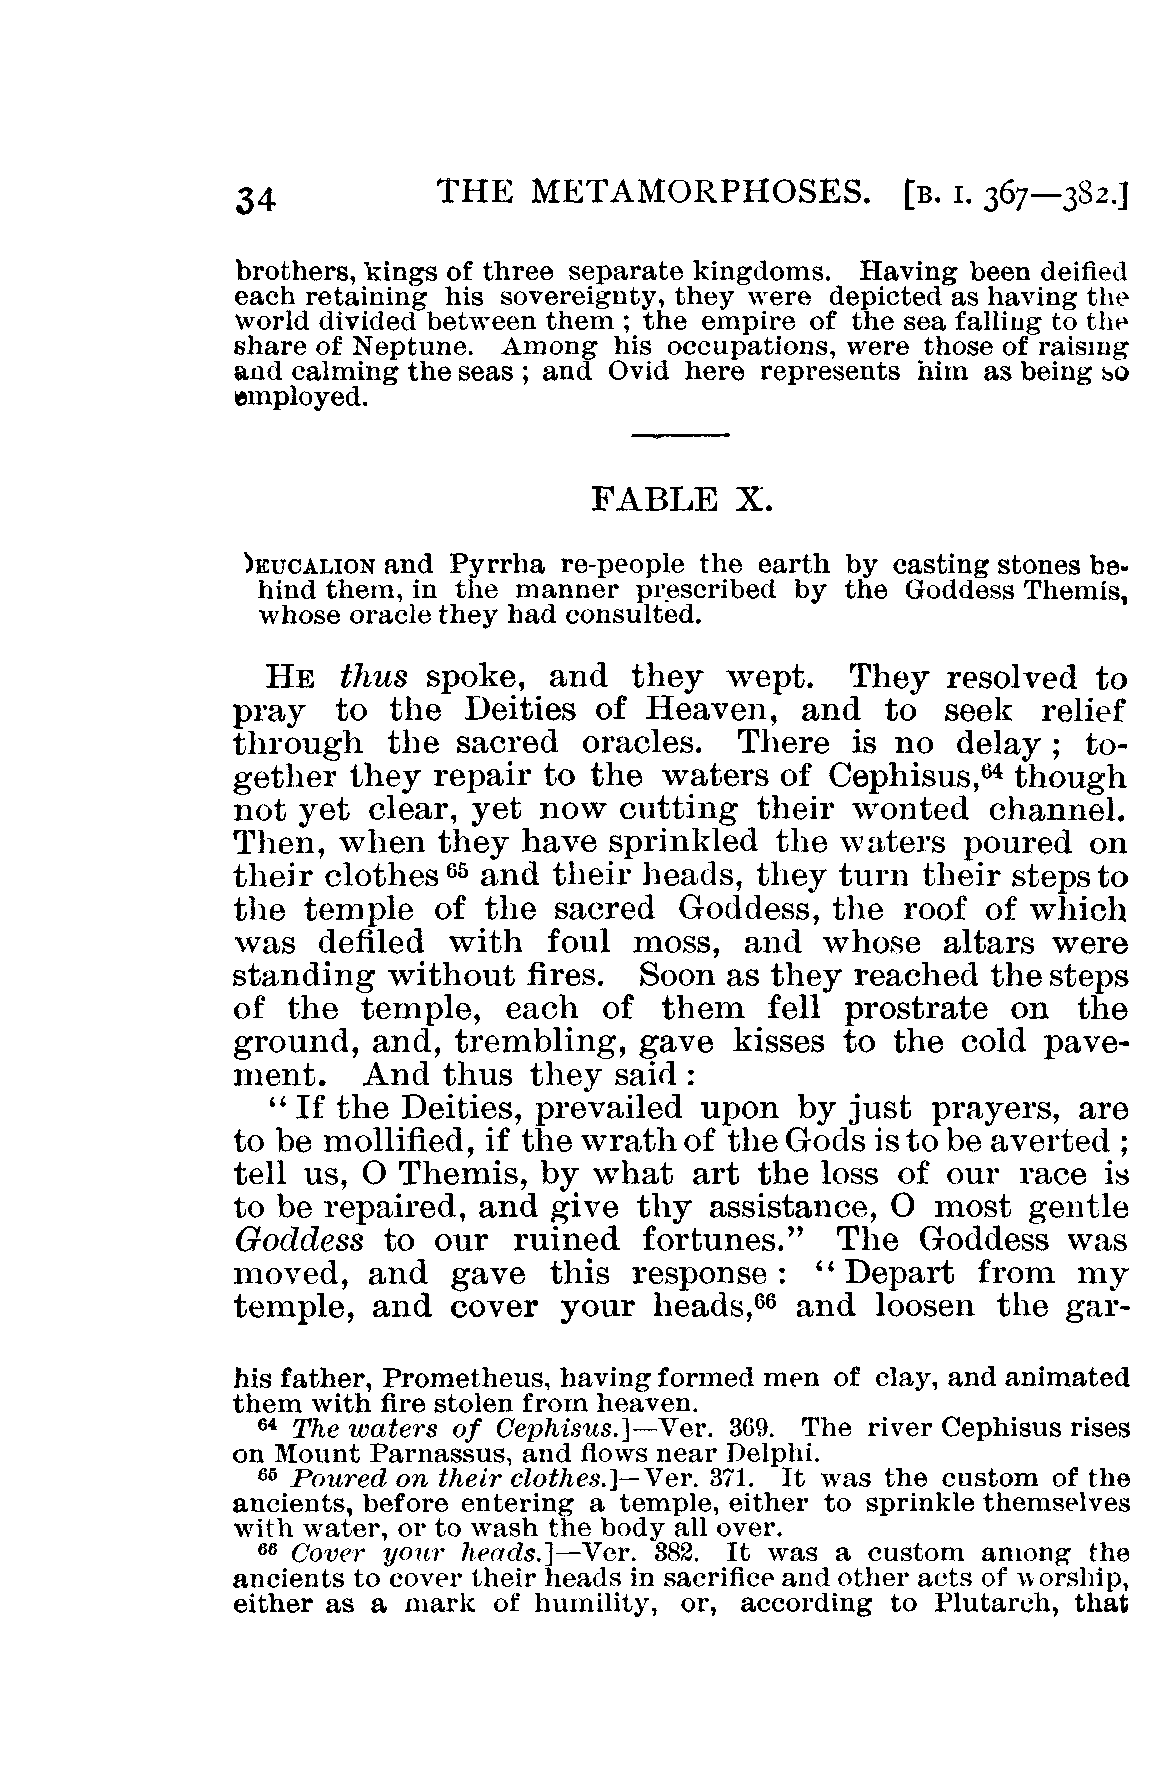 34 THE METAMORPHOSES. [B. I. 367—382.]
brothers, kings of three separate kingdoms. Having been deified
each retaining his sovereignty, they were depicted as having the
world divided between them ; the empire of the sea falling to the
share of Neptune. Among his occupations, were those of raising
and calming the seas ; and Ovid here represents him as being so
employed.
FABLE X.
DEUCALION and Pyrrha re-people the earth by casting stones be-
hind them, in the manner prescribed by the Goddess Themis,
whose oracle they had consulted.
HE thus spoke, and they wept. They resolved to
pray to the Deities of Heaven, and to seek relief
through the sacred oracles. There is no delay ; to-
gether they repair to the waters of Cephisus,⁶⁴ though
not yet clear, yet now cutting their wonted channel.
Then, when they have sprinkled the waters poured on
their clothes ⁶⁵ and their heads, they turn their steps to
the temple of the sacred Goddess, the roof of which
was defiled with foul moss, and whose altars were
standing without fires. Soon as they reached the steps
of the temple, each of them fell prostrate on the
ground, and, trembling, gave kisses to the cold pave-
ment. And thus they said :
“ If the Deities, prevailed upon by just prayers, are
to be mollified, if the wrath of the Gods is to be averted ;
tell us, O Themis, by what art the loss of our race is
to be repaired, and give thy assistance, O most gentle
Goddess to our ruined fortunes.” The Goddess was
moved, and gave this response : “ Depart from my
temple, and cover your heads,⁶⁶ and loosen the gar-
his father, Prometheus, having formed men of clay, and animated
them with fire stolen from heaven.
⁶⁴ The waters of Cephisus.]—Ver. 369. The river Cephisus rises
on Mount Parnassus, and flows near Delphi.
⁶⁵ Poured on their clothes.]—Ver. 371. It was the custom of the
ancients, before entering a temple, either to sprinkle themselves
with water, or to wash the body all over.
⁶⁶ Cover your heads.]—Ver. 382. It was a custom among the
ancients to cover their heads in sacrifice and other acts of worship,
either as a mark of humility, or, according to Plutarch, that